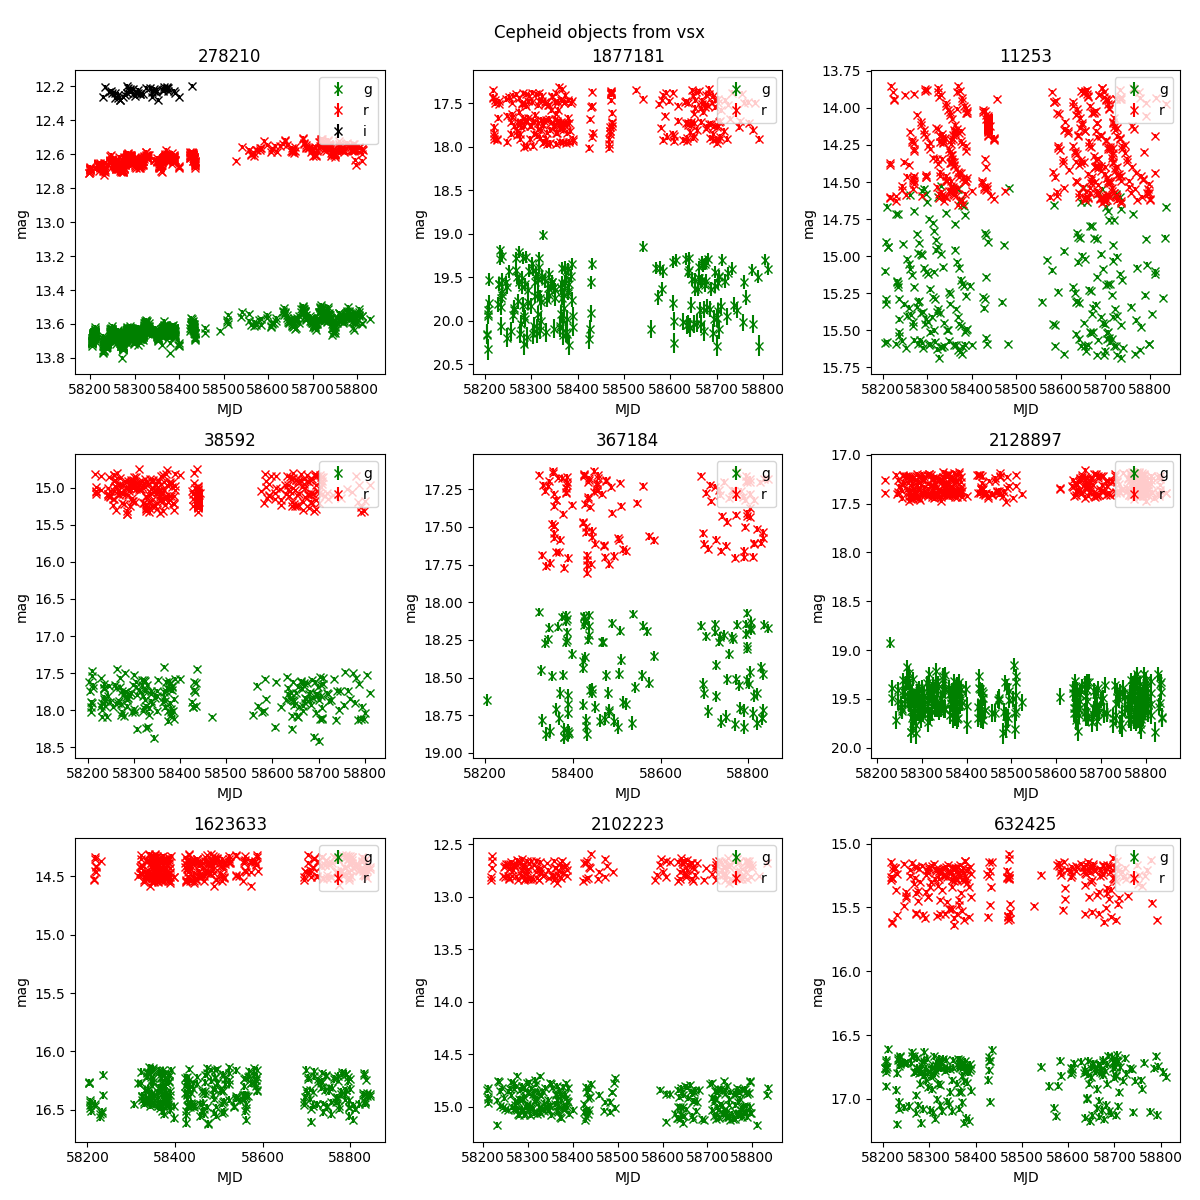 Cepheid objects from vsx
278210
1877181
11253
mag
12.2
12.4
12.6
12.8
13.0
13.2
13.4
13.6
13.8
g
r
i
58200 58300 58400 58500 58600 58700 58800
MJD
mag
17.5
18.0
18.5
19.0
19.5
20.0
20.5
g
r
58200 58300 58400 58500 58600 58700 58800
MJD
mag
13.75
14.00
14.25
14.50
14.75
15.00
15.25
15.50
15.75
g
r
58200 58300 58400 58500 58600 58700 58800
MJD
38592
367184
2128897
mag
15.0
15.5
16.0
16.5
17.0
17.5
18.0
18.5
g
r
58200 58300 58400 58500 58600 58700 58800
MJD
mag
17.25
17.50
17.75
18.00
18.25
18.50
18.75
19.00
g
r
58200 58400 58600 58800
MJD
mag
17.0
17.5
18.0
18.5
19.0
19.5
20.0
g
r
58200 58300 58400 58500 58600 58700 58800
MJD
1623633
2102223
632425
mag
14.5
15.0
15.5
16.0
16.5
g
r
58200 58400 58600 58800
MJD
mag
12.5
13.0
13.5
14.0
14.5
15.0
g
r
58200 58300 58400 58500 58600 58700 58800
MJD
mag
15.0
15.5
16.0
16.5
17.0
g
r
58200 58300 58400 58500 58600 58700 58800
MJD